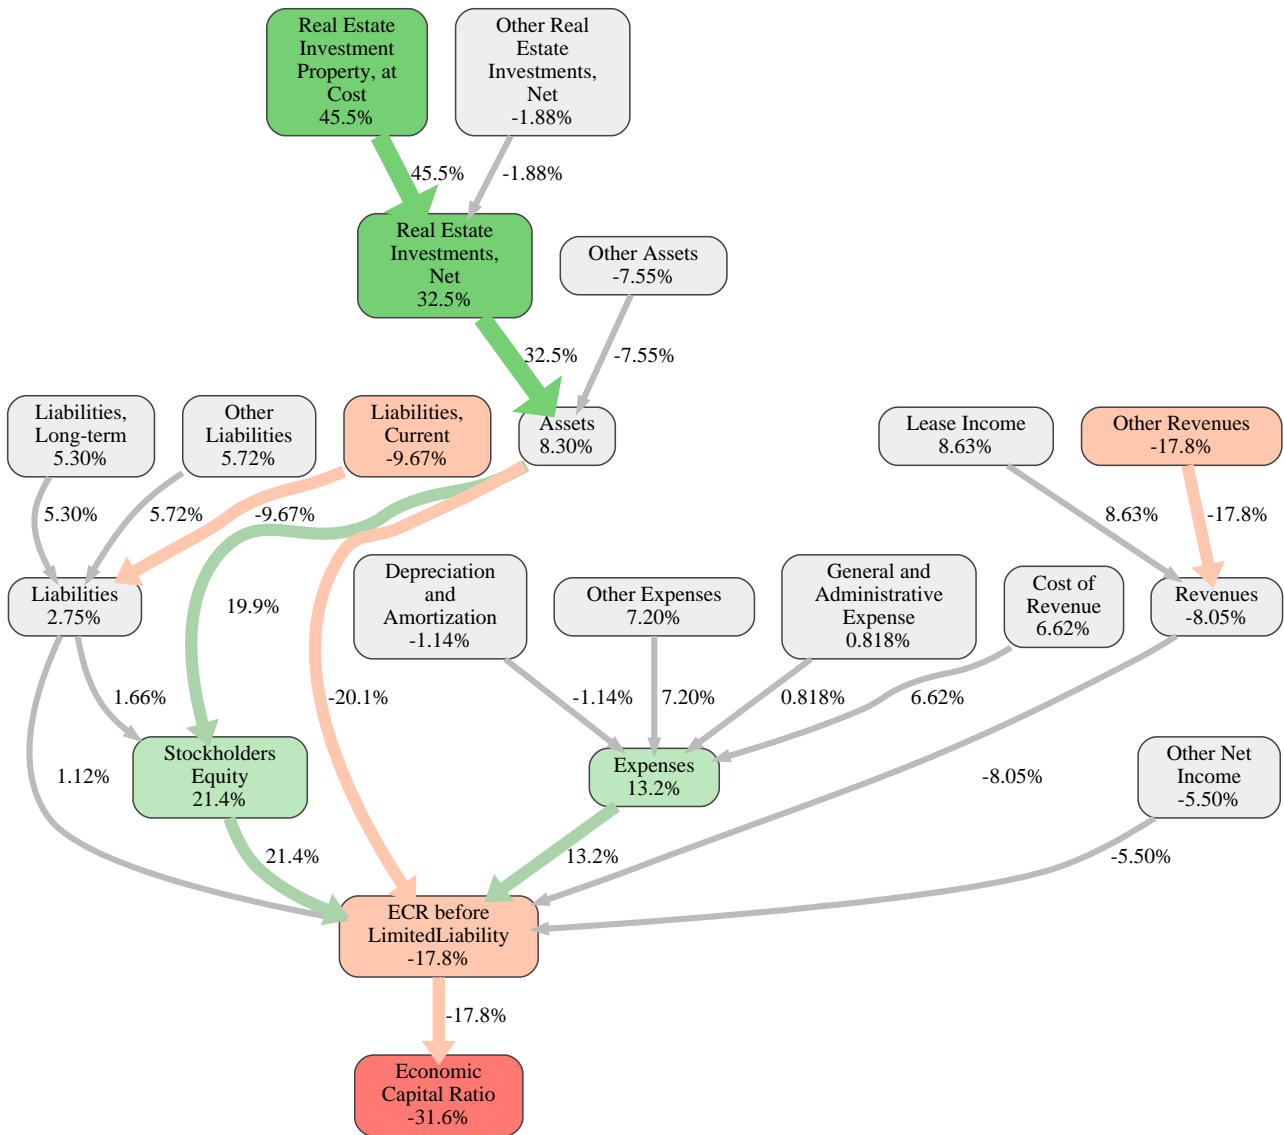 Real Estate
Investment
Property, at
Cost
45.5%
Other Real
Estate
Investments,
Net
-1.88%
45.5%
-1.88%
Real Estate
Investments,
Net
32.5%
Other Assets
-7.55%
32.5%
-7.55%
Liabilities,
Long-term
5.30%
Other
Liabilities
5.72%
Liabilities,
Current
-9.67%
Assets
8.30%
Lease Income
8.63%
Other Revenues
-17.8%
5.30%
5.72%
-9.67%
8.63%
-17.8%
Liabilities
2.75%
19.9%
Depreciation
and
Amortization
-1.14%
Other Expenses
7.20%
General and
Administrative
Expense
0.818%
Cost of
Revenue
6.62%
Revenues
-8.05%
1.66%
-20.1%
-1.14%
7.20%
0.818%
6.62%
Stockholders
Equity
21.4%
Expenses
13.2%
Other Net
Income
-5.50%
1.12%
-8.05%
21.4%
13.2%
-5.50%
ECR before
LimitedLiability
-17.8%
-17.8%
Economic
Capital Ratio
-31.6%